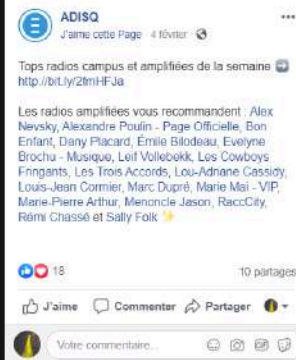 ADISQ
J'aime cette Page · 4 février ·
Tops radios campus et amplifiées de la semaine
http://bit.ly/2fmHFJa
Les radios amplifiées vous recommandent : Alex
Nevsky, Alexandre Poulin - Page Officielle, Bon
Enfant, Dany Placard, Émile Bilodeau, Evelyne
Brochu - Musique, Leif Vollebekk, Les Cowboys
Fringants, Les Trois Accords, Lou-Adriane Cassidy,
Louis-Jean Cormier, Marc Dupré, Marie Mai - VIP,
Marie-Pierre Arthur, Menoncle Jason, RaccCity,
Rémi Chassé et Sally Folk
18
10 partages
J'aime Commenter Partager
Votre commentaire...
GIF